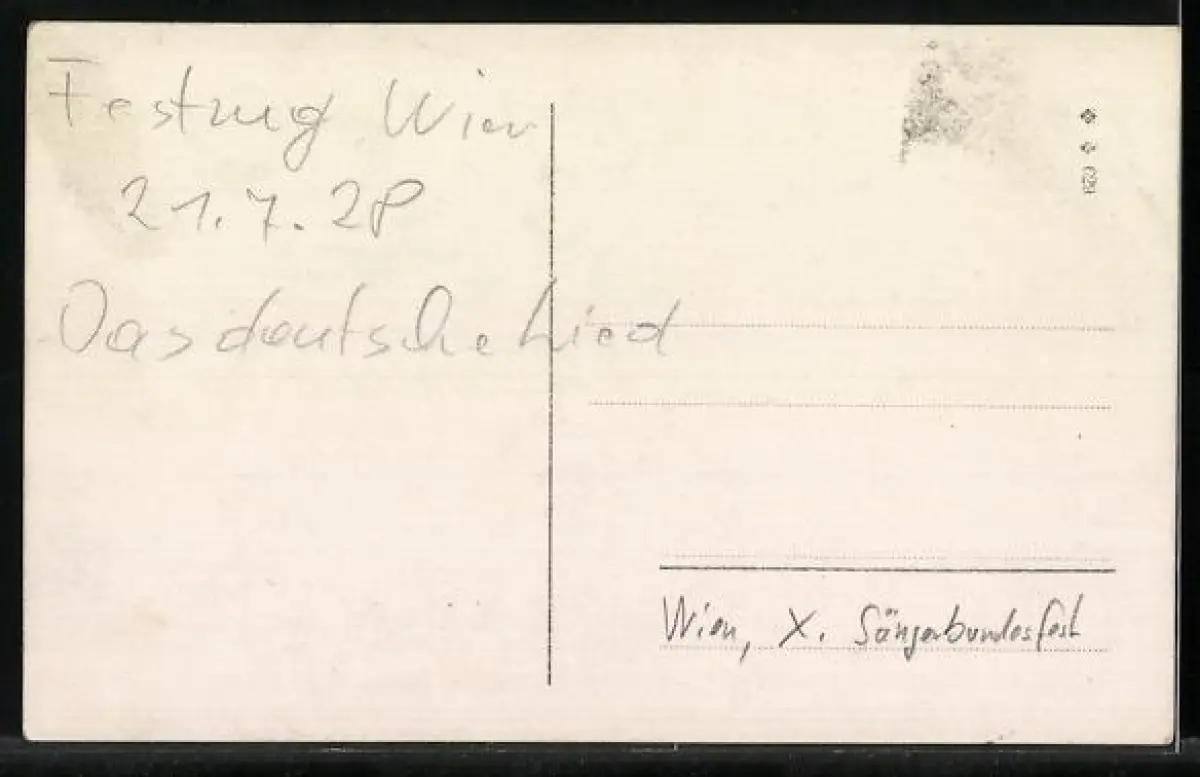 Festzug Wien
21.7.28
Das deutsche Lied
Wien, X. Sängerbundesfest